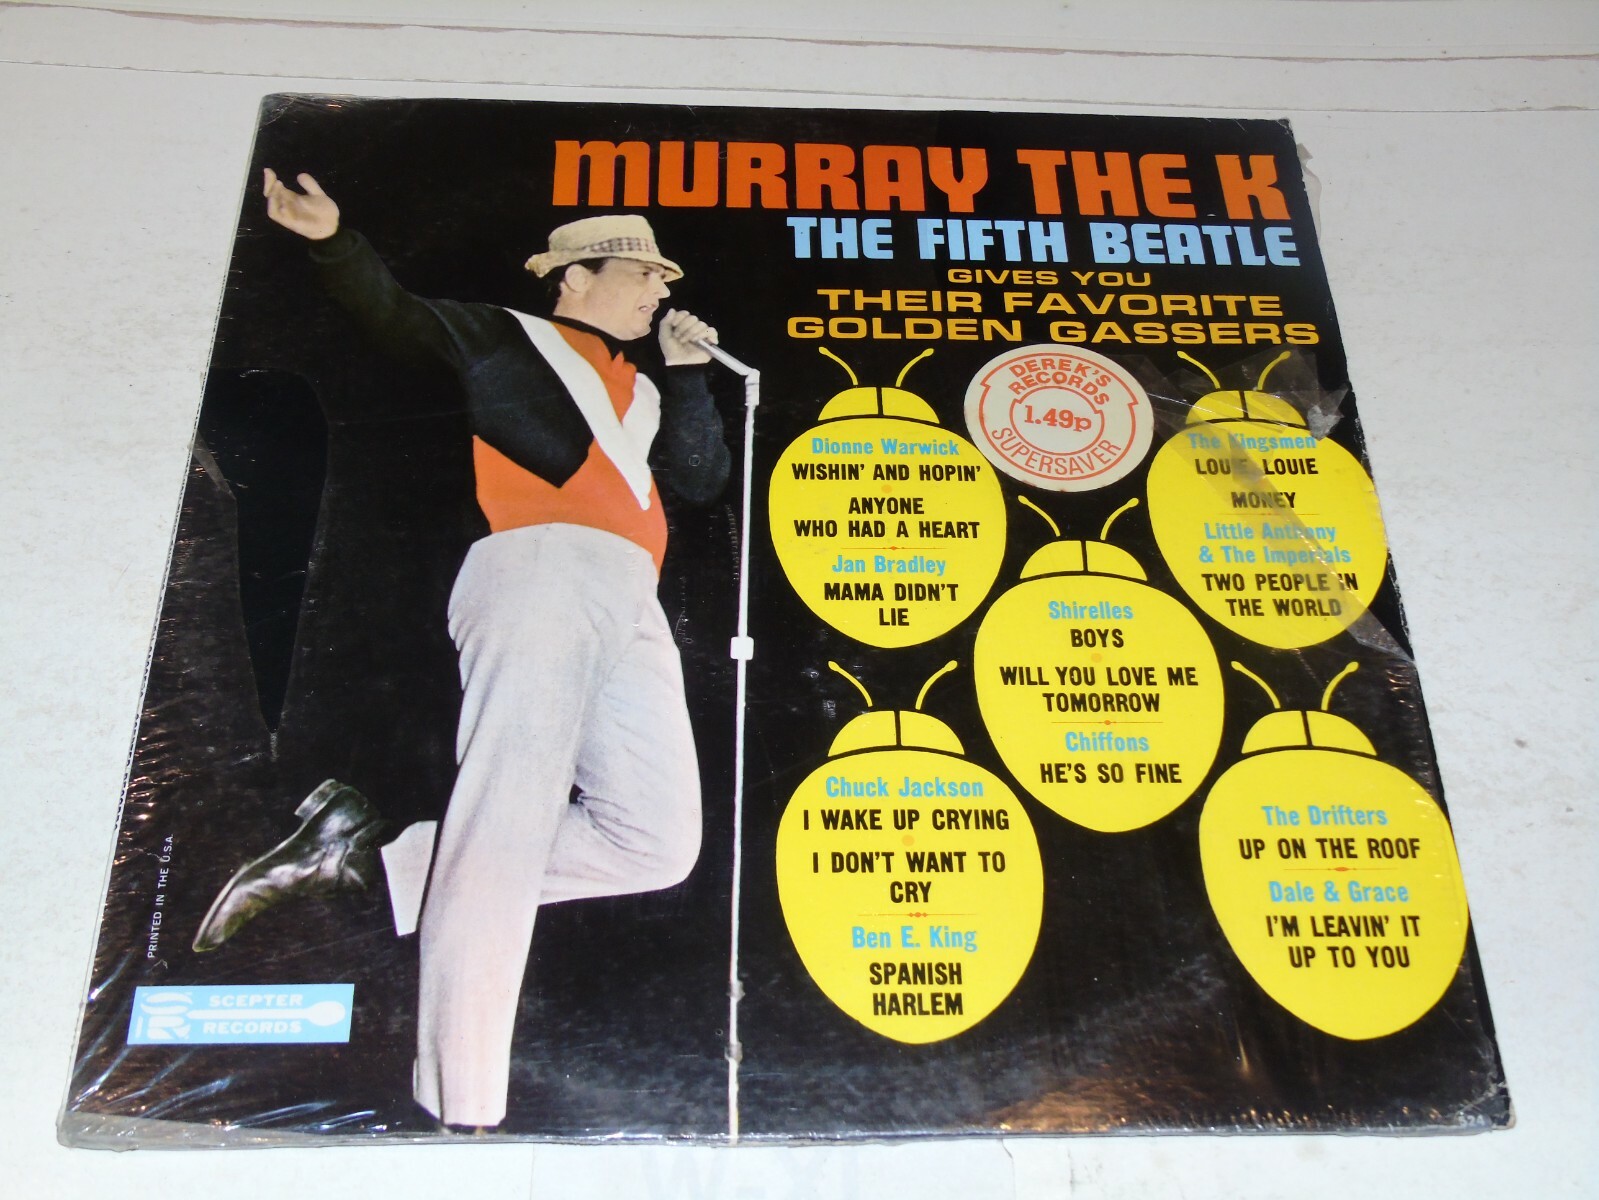 MURRAY THE K
THE FIFTH BEATLE
GIVES YOU
THEIR FAVORITE
GOLDEN GASSERS
DEREK'S
RECORDS
1.49p
SUPERSAVER
Dionne Warwick
WISHIN' AND HOPIN'
ANYONE
WHO HAD A HEART
Jan Bradley
MAMA DIDN'T
LIE
The Kingsmen
LOUIE LOUIE
MONEY
Little Anthony
& The Imperials
TWO PEOPLE IN
THE WORLD
Shirelles
BOYS
WILL YOU LOVE ME
TOMORROW
Chiffons
HE'S SO FINE
Chuck Jackson
I WAKE UP CRYING
I DON'T WANT TO
CRY
Ben E. King
SPANISH
HARLEM
The Drifters
UP ON THE ROOF
Dale & Grace
I'M LEAVIN' IT
UP TO YOU
PRINTED IN THE U.S.A.
SCEPTER
RECORDS
524